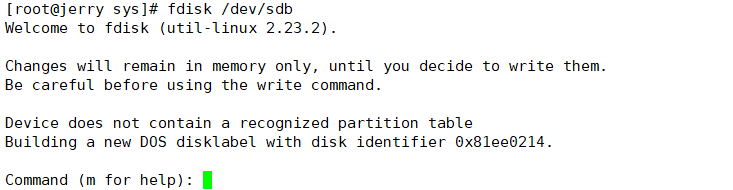 [root@jerry sys]# fdisk /dev/sdb
Welcome to fdisk (util-linux 2.23.2).
Changes will remain in memory only, until you decide to write them.
Be careful before using the write command.
Device does not contain a recognized partition table
Building a new DOS disklabel with disk identifier 0x81ee0214.
Command (m for help):